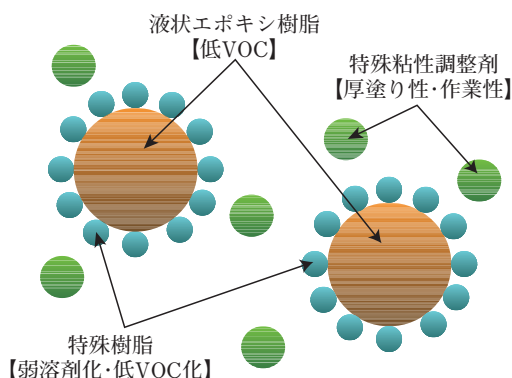 液状エポキシ樹脂
【低VOC】
特殊粘性調整剤
【厚塗り性・作業性】
特殊樹脂
【弱溶剤化・低VOC化】